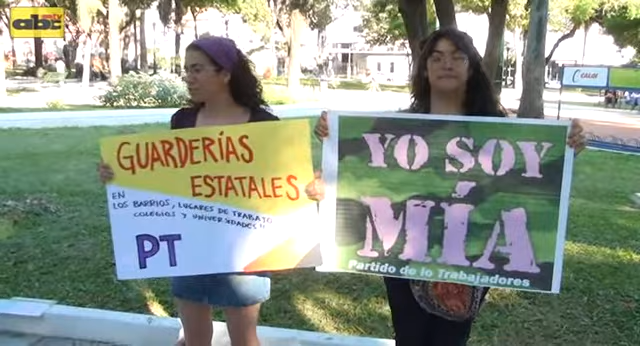 abc
tv
GUARDERÍAS
ESTATALES
EN
LOS BARRIOS, LUGARES DE TRABAJO
COLEGIOS Y UNIVERSIDADES"
PT
YO SOY
MÍA
Partido de lo Trabajadores